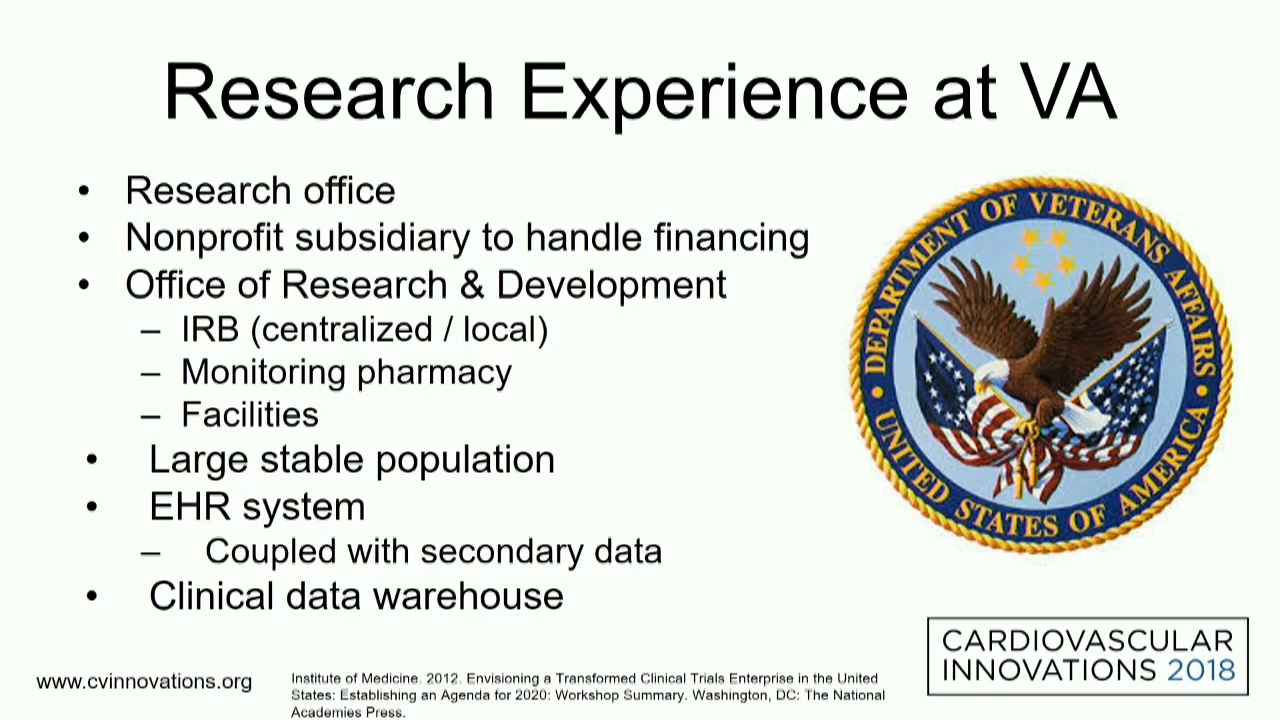 Research Experience at VA
• Research office
• Nonprofit subsidiary to handle financing
• Office of Research & Development
– IRB (centralized / local)
– Monitoring pharmacy
– Facilities
• Large stable population
• EHR system
– Coupled with secondary data
• Clinical data warehouse
DEPARTMENT OF VETERANS AFFAIRS
UNITED STATES OF AMERICA
CARDIOVASCULAR
INNOVATIONS 2018
www.cvinnovations.org
Institute of Medicine. 2012. Envisioning a Transformed Clinical Trials Enterprise in the United
States: Establishing an Agenda for 2020: Workshop Summary. Washington, DC: The National
Academies Press.